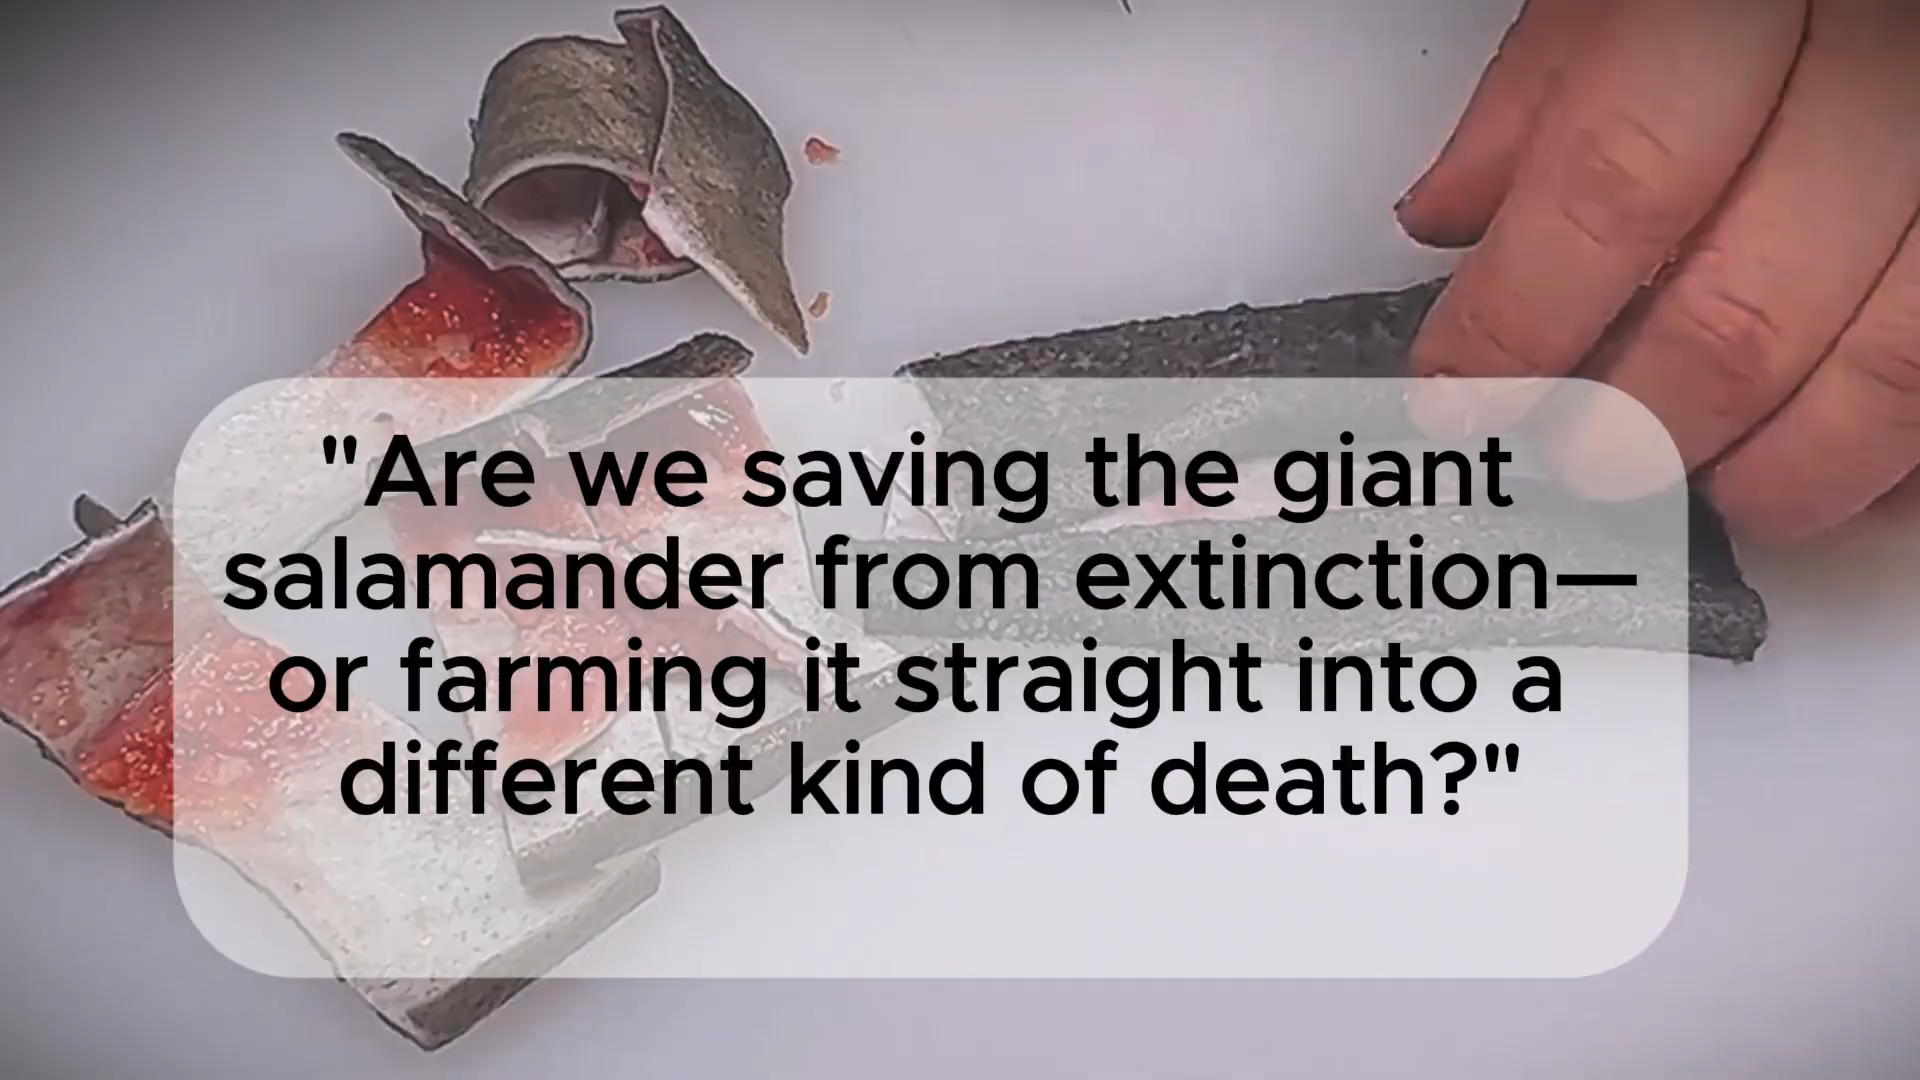 "Are we saving the giant
salamander from extinction—
or farming it straight into a
different kind of death?"